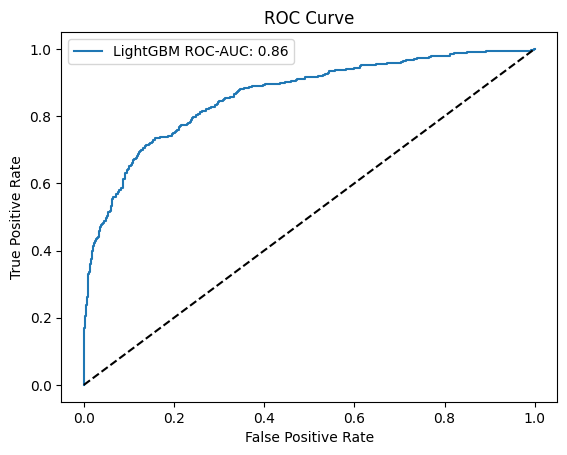 ROC Curve
LightGBM ROC-AUC: 0.86
True Positive Rate
1.0
0.8
0.6
0.4
0.2
0.0
0.0 0.2 0.4 0.6 0.8 1.0
False Positive Rate